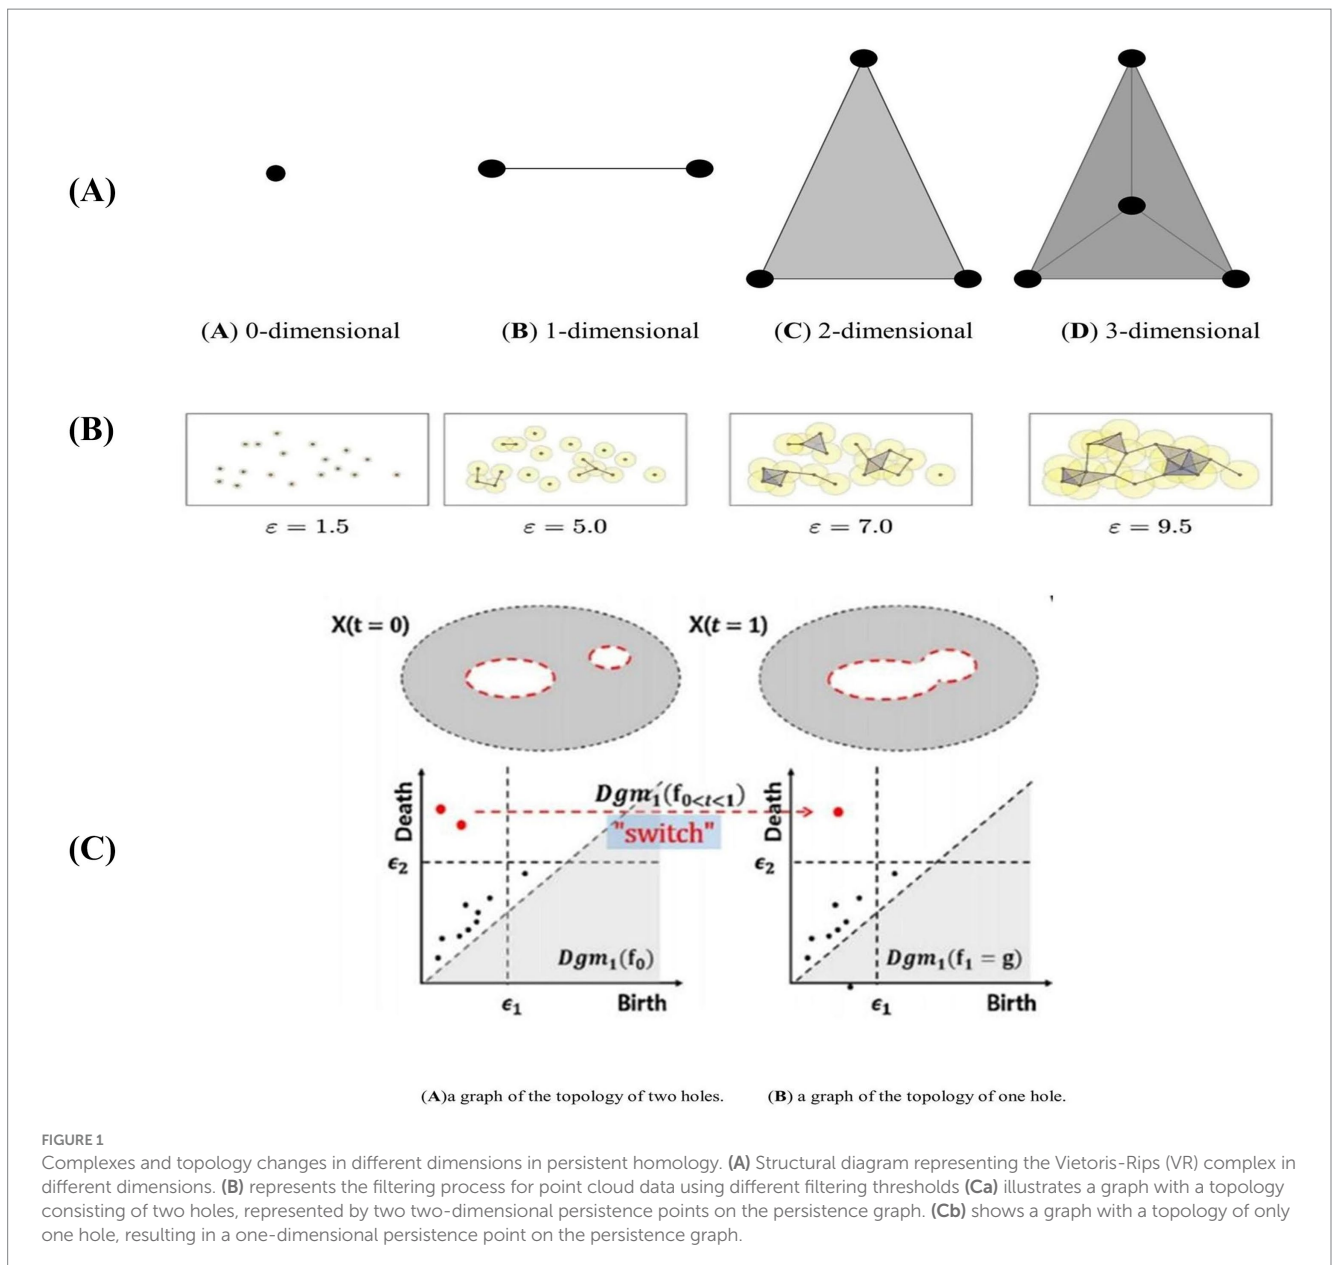 (A)
(A) 0-dimensional (B) 1-dimensional (C) 2-dimensional (D) 3-dimensional
(B)
ε = 1.5 ε = 5.0 ε = 7.0 ε = 9.5
X(t = 0) X(t = 1)
(C)
Death Dgm₁(f₀<t<1) Death
"switch"
ϵ₂ ϵ₂
Dgm₁(f₀) Dgm₁(f₁ = g)
ϵ₁ Birth ϵ₁ Birth
(A)a graph of the topology of two holes. (B) a graph of the topology of one hole.
FIGURE 1
Complexes and topology changes in different dimensions in persistent homology. (A) Structural diagram representing the Vietoris-Rips (VR) complex in
different dimensions. (B) represents the filtering process for point cloud data using different filtering thresholds (Ca) illustrates a graph with a topology
consisting of two holes, represented by two two-dimensional persistence points on the persistence graph. (Cb) shows a graph with a topology of only
one hole, resulting in a one-dimensional persistence point on the persistence graph.